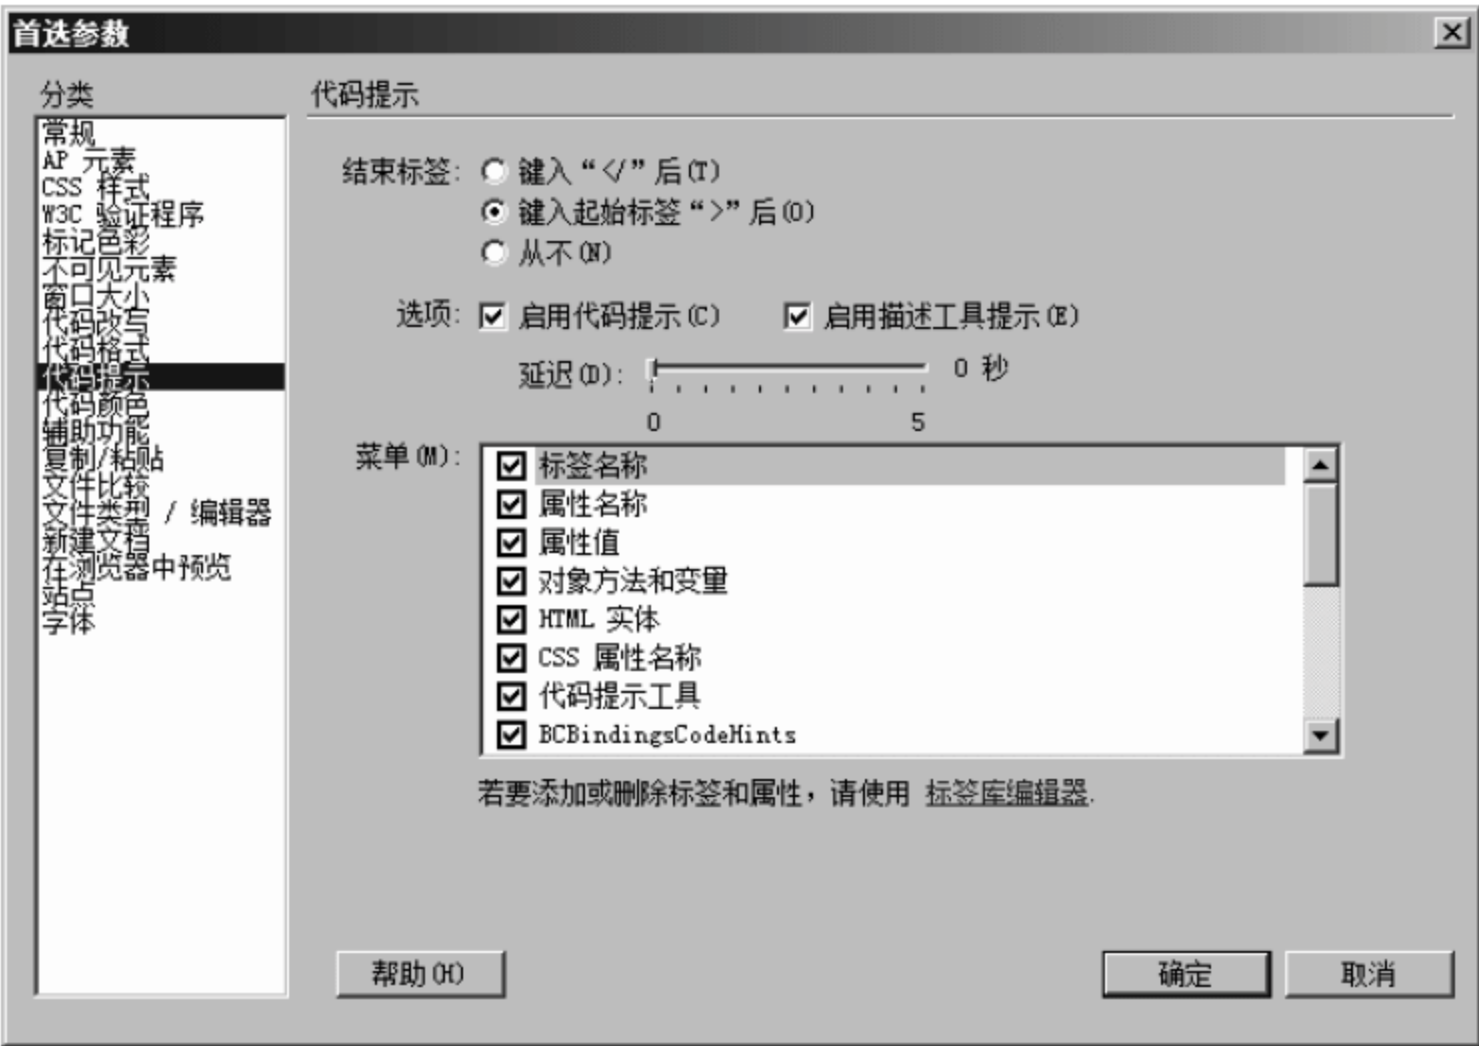 首选参数
分类
常规
AP 元素
CSS 样式
W3C 验证程序
标记色彩
不可见元素
窗口大小
代码改写
代码格式
代码提示
代码颜色
辅助功能
复制/粘贴
文件比较
文件类型 / 编辑器
新建文档
在浏览器中预览
站点
字体
代码提示
结束标签: 键入“</”后(T)
键入起始标签“>”后(O)
从不(N)
选项: 启用代码提示(C) 启用描述工具提示(E)
延迟(D): 0 秒
0 5
菜单(M): 标签名称
属性名称
属性值
对象方法和变量
HTML 实体
CSS 属性名称
代码提示工具
BCBindingsCodeHints
若要添加或删除标签和属性，请使用 标签库编辑器.
帮助(H) 确定 取消